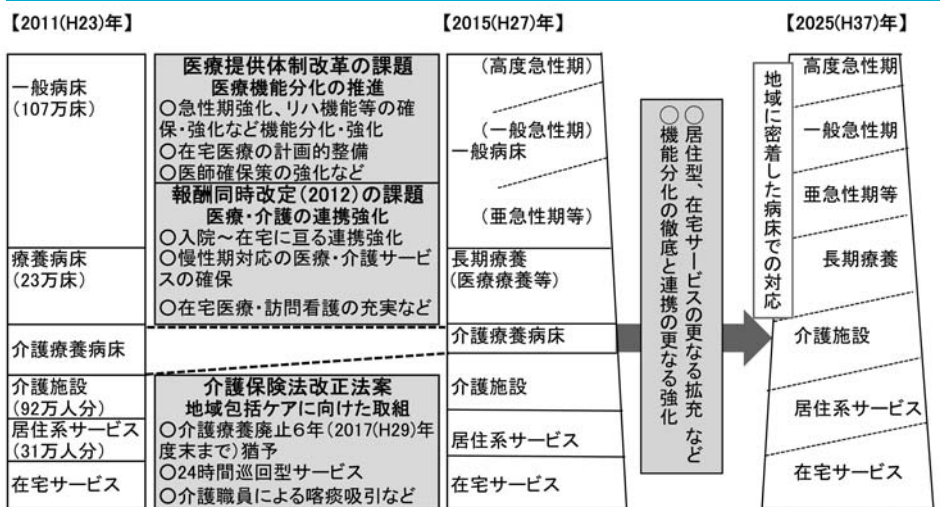 【2011(H23)年】
【2015(H27)年】
【2025(H37)年】
一般病床
(107万床)
療養病床
(23万床)
介護療養病床
介護施設
(92万人分)
居住系サービス
(31万人分)
在宅サービス
医療提供体制改革の課題
医療機能分化の推進
○急性期強化、リハ機能等の確
保・強化など機能分化・強化
○在宅医療の計画的整備
○医師確保策の強化など
報酬同時改定(2012)の課題
医療・介護の連携強化
○入院~在宅に亘る連携強化
○慢性期対応の医療・介護サービ
スの確保
○在宅医療・訪問看護の充実など
介護保険法改正法案
地域包括ケアに向けた取組
○介護療養廃止6年(2017(H29)年
度末まで)猶予
○24時間巡回型サービス
○介護職員による喀痰吸引など
(高度急性期)
(一般急性期)
一般病床
(亜急性期等)
長期療養
(医療療養等)
介護療養病床
介護施設
居住系サービス
在宅サービス
○居住型、在宅サービスの更なる拡充 など
○機能分化の徹底と連携の更なる強化
地域に密着した病床での対応
高度急性期
一般急性期
亜急性期等
長期療養
介護施設
居住系サービス
在宅サービス